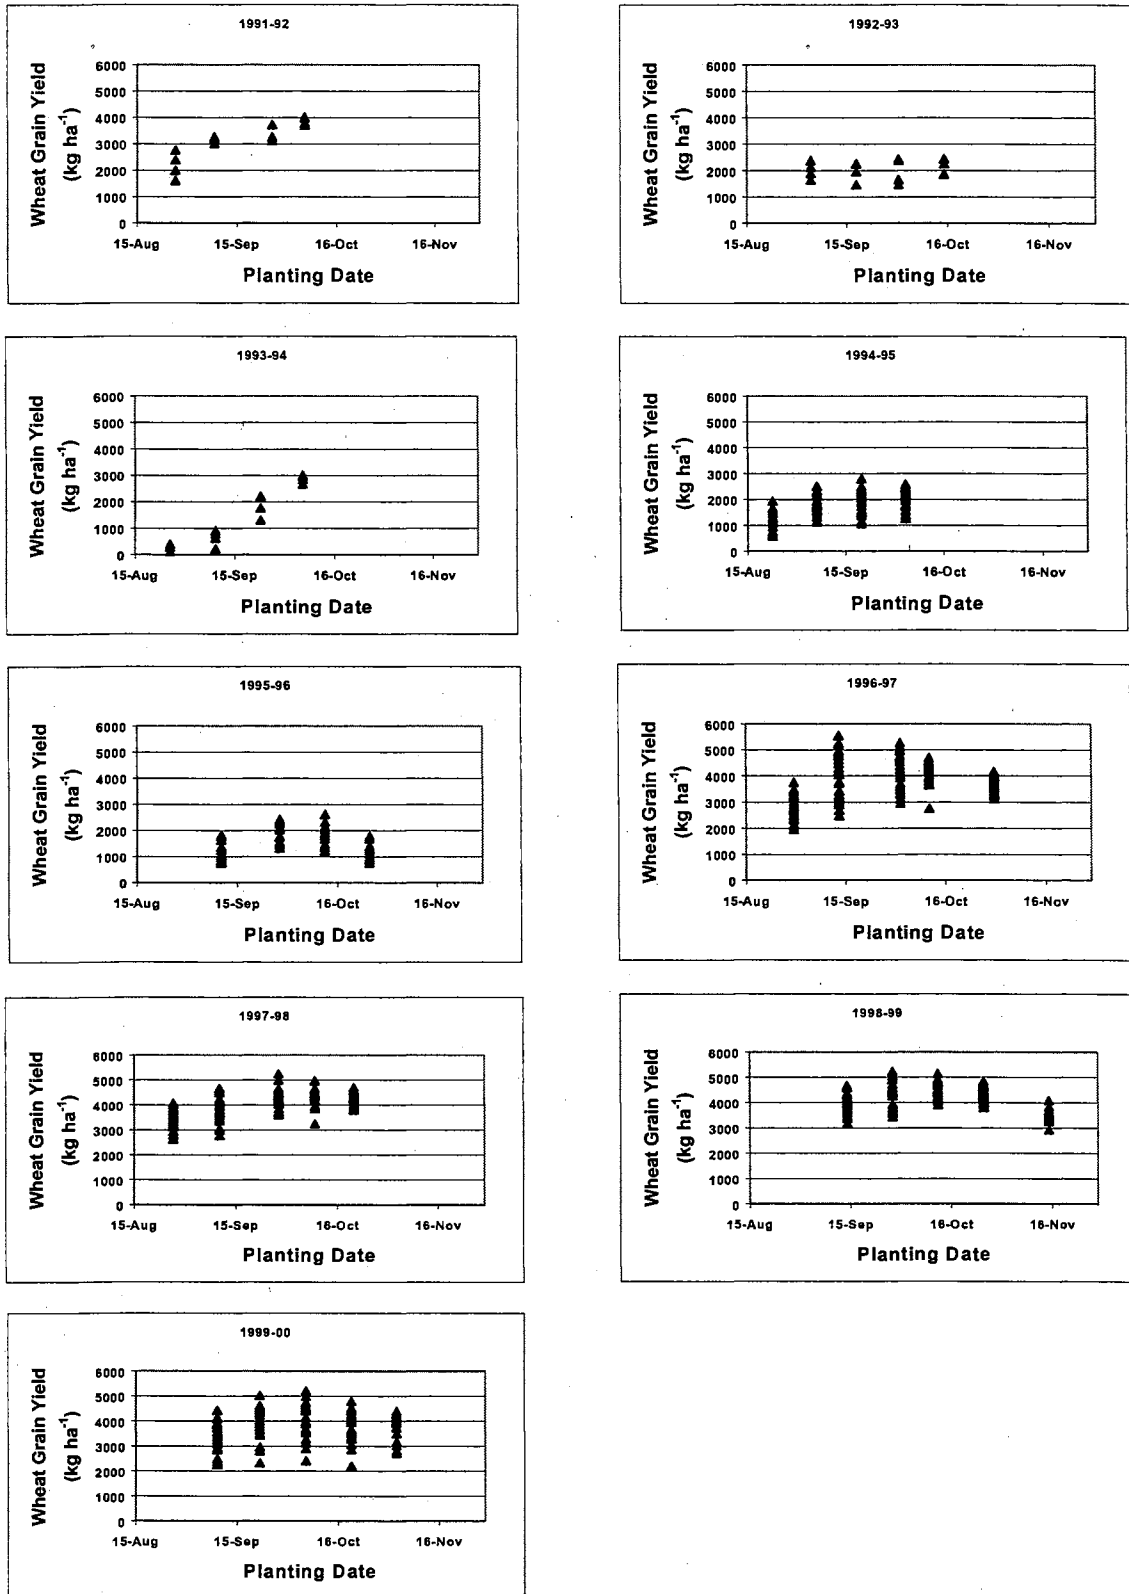 1991-92
Wheat Grain Yield
(kg ha-1)
6000
5000
4000
3000
2000
1000
0
15-Aug 15-Sep 16-Oct 16-Nov
Planting Date
1992-93
Wheat Grain Yield
(kg ha-1)
6000
5000
4000
3000
2000
1000
0
15-Aug 15-Sep 16-Oct 16-Nov
Planting Date
1993-94
Wheat Grain Yield
(kg ha-1)
6000
5000
4000
3000
2000
1000
0
15-Aug 15-Sep 16-Oct 16-Nov
Planting Date
1994-95
Wheat Grain Yield
(kg ha-1)
6000
5000
4000
3000
2000
1000
0
15-Aug 15-Sep 16-Oct 16-Nov
Planting Date
1995-96
Wheat Grain Yield
(kg ha-1)
6000
5000
4000
3000
2000
1000
0
15-Aug 15-Sep 16-Oct 16-Nov
Planting Date
1996-97
Wheat Grain Yield
(kg ha-1)
6000
5000
4000
3000
2000
1000
0
15-Aug 15-Sep 16-Oct 16-Nov
Planting Date
1997-98
Wheat Grain Yield
(kg ha-1)
6000
5000
4000
3000
2000
1000
0
15-Aug 15-Sep 16-Oct 16-Nov
Planting Date
1998-99
Wheat Grain Yield
(kg ha-1)
6000
5000
4000
3000
2000
1000
0
15-Aug 15-Sep 16-Oct 16-Nov
Planting Date
1999-00
Wheat Grain Yield
(kg ha-1)
6000
5000
4000
3000
2000
1000
0
15-Aug 15-Sep 16-Oct 16-Nov
Planting Date